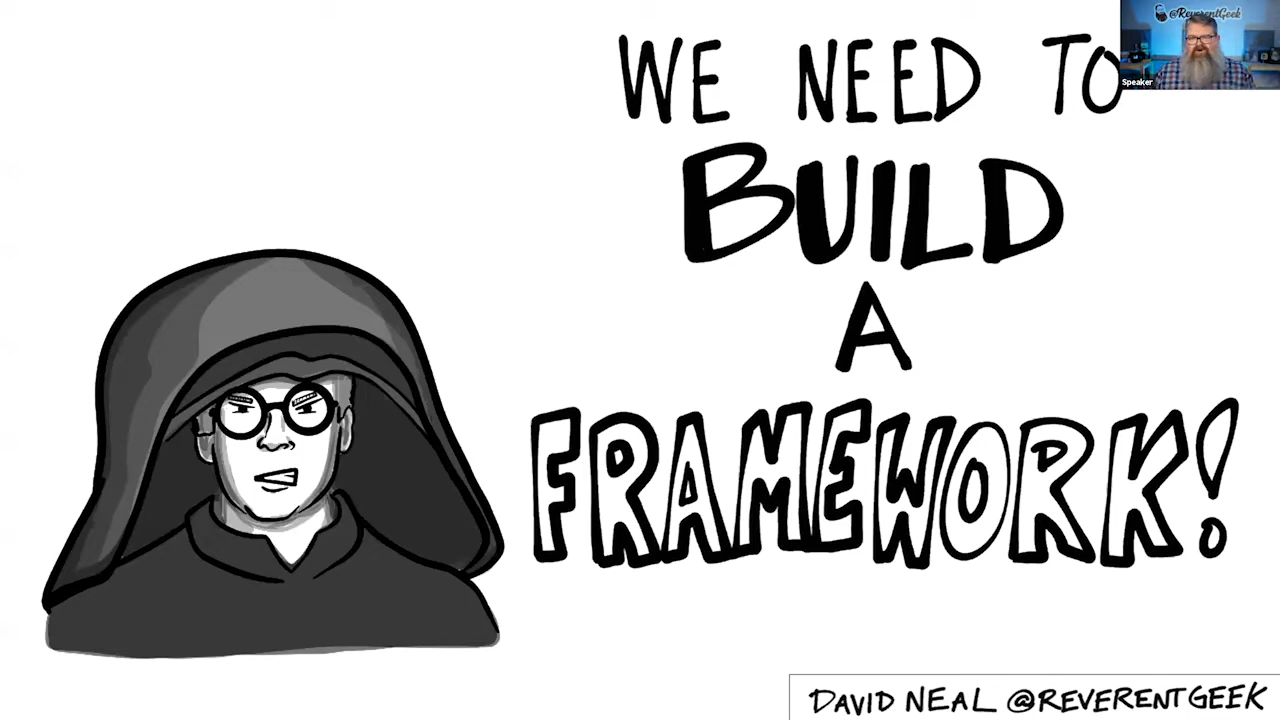 @ReverentGeek
Speaker
WE NEED TO
BUILD
A
FRAMEWORK!
DAVID NEAL @REVERENTGEEK